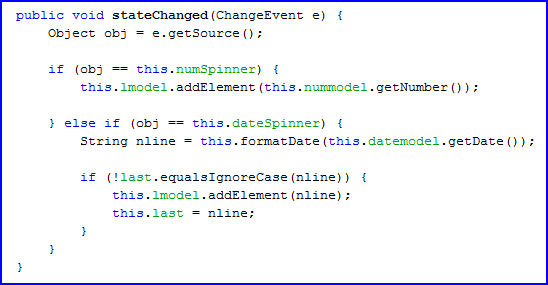 public void stateChanged(ChangeEvent e) {
    Object obj = e.getSource();

    if (obj == this.numSpinner) {
        this.lmodel.addElement(this.nummodel.getNumber());

    } else if (obj == this.dateSpinner) {
        String nline = this.formatDate(this.datemodel.getDate());

        if (!last.equalsIgnoreCase(nline)) {
            this.lmodel.addElement(nline);
            this.last = nline;
        }
    }
}